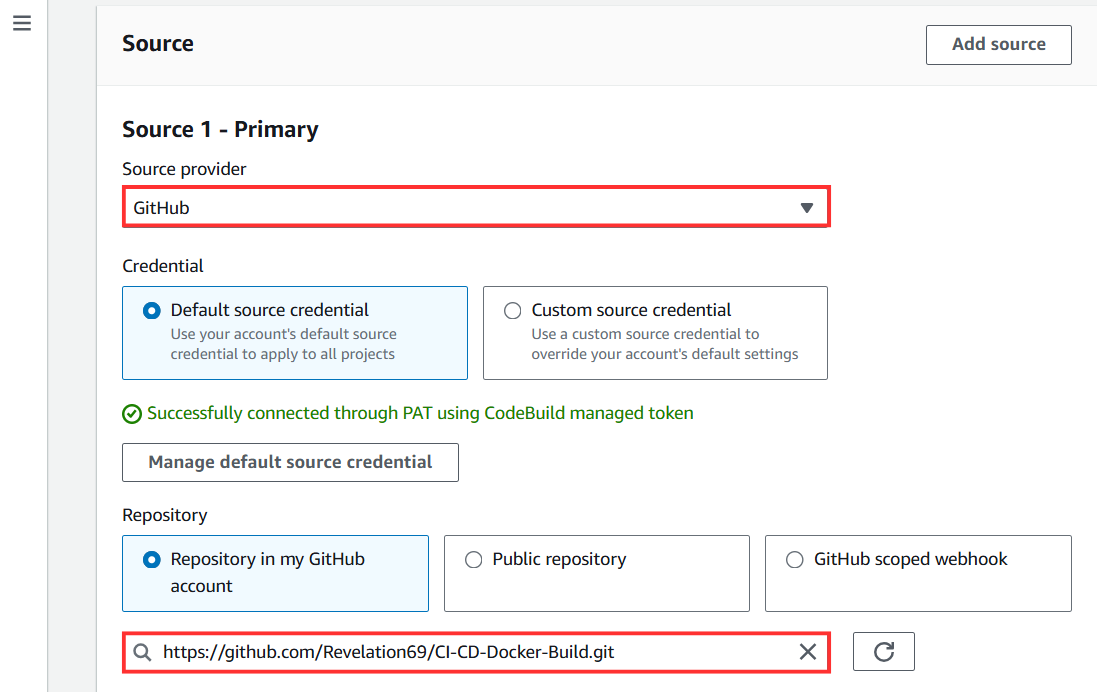 Source
Add source
Source 1 - Primary
Source provider
GitHub
Credential
Default source credential
Use your account's default source
credential to apply to all projects
Custom source credential
Use a custom source credential to
override your account's default settings
Successfully connected through PAT using CodeBuild managed token
Manage default source credential
Repository
Repository in my GitHub
account
Public repository
GitHub scoped webhook
https://github.com/Revelation69/CI-CD-Docker-Build.git